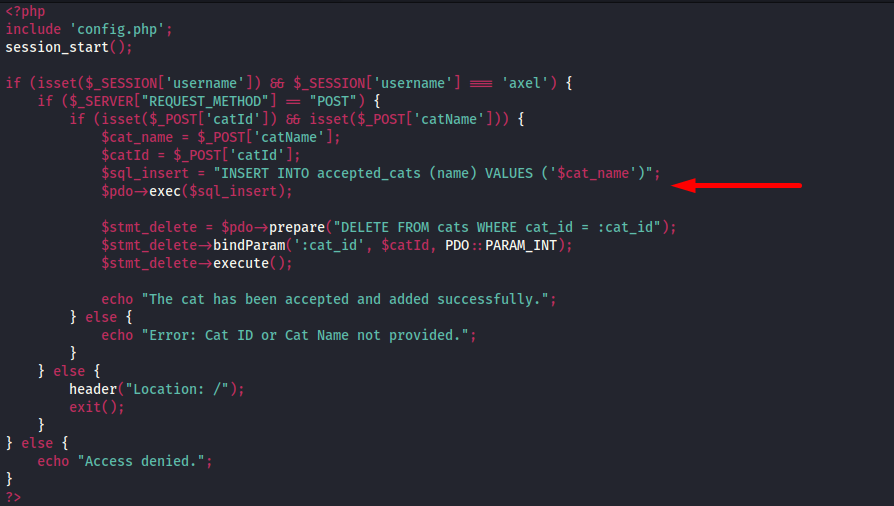 <?php
include 'config.php';
session_start();

if (isset($_SESSION['username']) && $_SESSION['username'] === 'axel') {
    if ($_SERVER["REQUEST_METHOD"] == "POST") {
        if (isset($_POST['catId']) && isset($_POST['catName'])) {
            $cat_name = $_POST['catName'];
            $catId = $_POST['catId'];
            $sql_insert = "INSERT INTO accepted_cats (name) VALUES ('$cat_name')";
            $pdo->exec($sql_insert);

            $stmt_delete = $pdo->prepare("DELETE FROM cats WHERE cat_id = :cat_id");
            $stmt_delete->bindParam(':cat_id', $catId, PDO::PARAM_INT);
            $stmt_delete->execute();

            echo "The cat has been accepted and added successfully.";
        } else {
            echo "Error: Cat ID or Cat Name not provided.";
        }
    } else {
        header("Location: /");
        exit();
    }
} else {
    echo "Access denied.";
}
?>